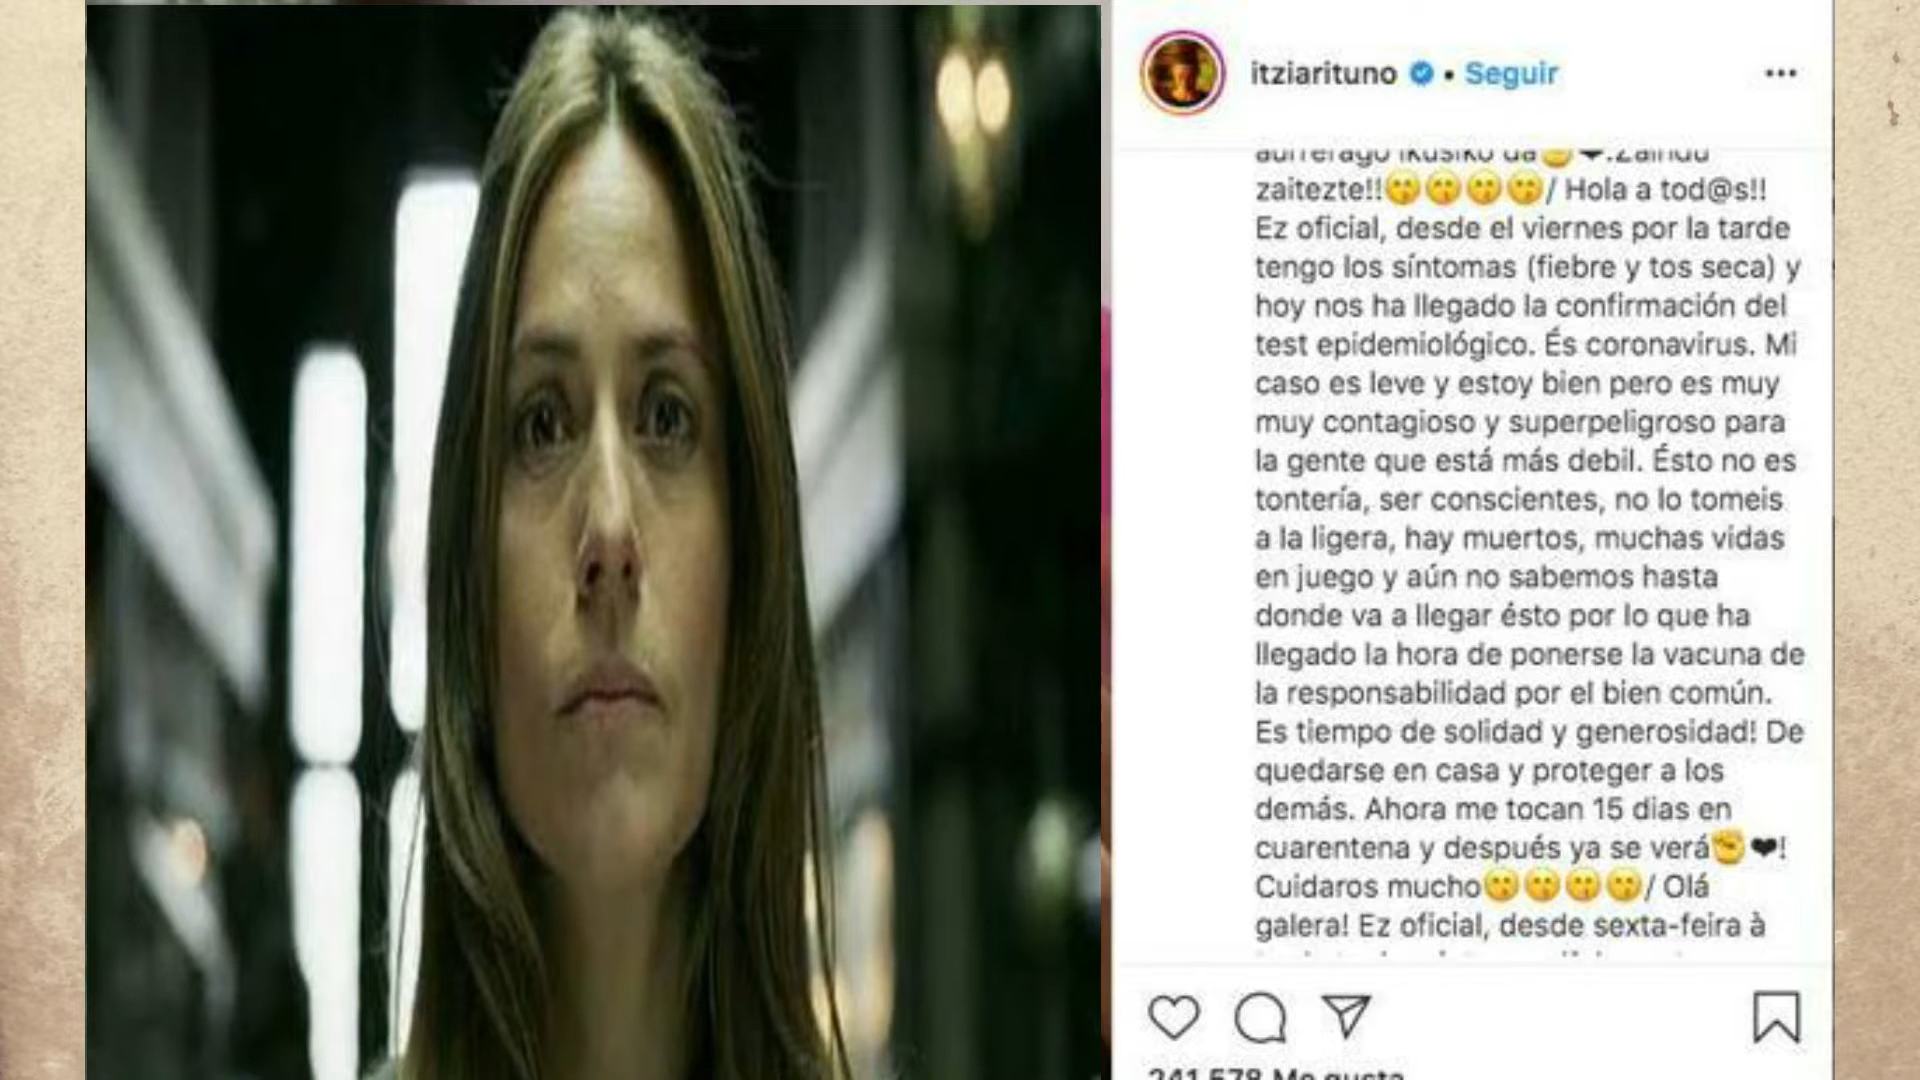 itziarituno • Seguir
zaitezte!!😙😙😙😙/ Hola a tod@s!!
Ez oficial, desde el viernes por la tarde
tengo los síntomas (fiebre y tos seca) y
hoy nos ha llegado la confirmación del
test epidemiológico. És coronavirus. Mi
caso es leve y estoy bien pero es muy
muy contagioso y superpeligroso para
la gente que está más debil. Ésto no es
tontería, ser conscientes, no lo tomeis
a la ligera, hay muertos, muchas vidas
en juego y aún no sabemos hasta
donde va a llegar ésto por lo que ha
llegado la hora de ponerse la vacuna de
la responsabilidad por el bien común.
Es tiempo de solidad y generosidad! De
quedarse en casa y proteger a los
demás. Ahora me tocan 15 dias en
cuarentena y después ya se verá✊❤!
Cuidaros mucho😙😙😙😙/ Olá
galera! Ez oficial, desde sexta-feira à
241.578 Me gusta